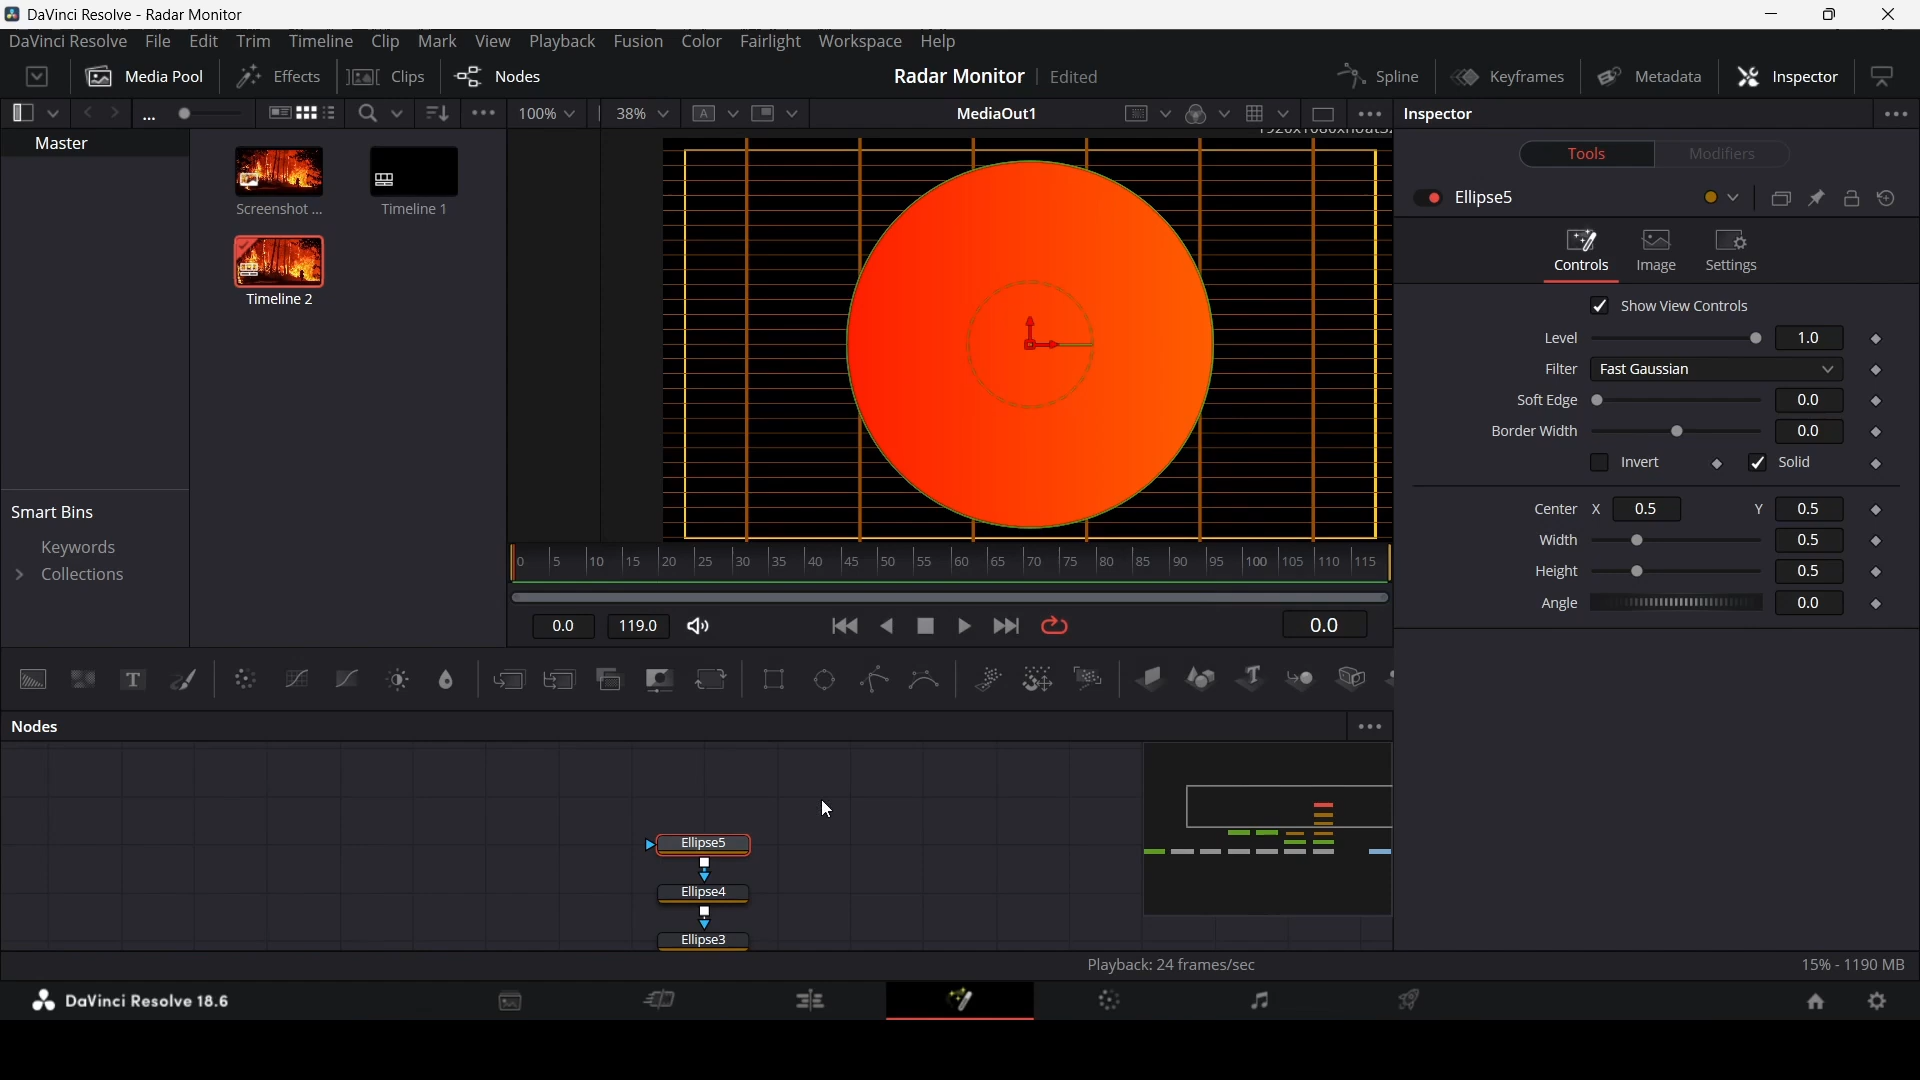 DaVinci Resolve - Radar Monitor
DaVinci Resolve File Edit Trim Timeline Clip Mark View Playback Fusion Color Fairlight Workspace Help
Media Pool Effects Clips Nodes Radar Monitor Edited Spline Keyframes Metadata Inspector
... 100% 38% A MediaOut1 Inspector
Master
Screenshot ...
Timeline 1
Timeline 2
Smart Bins
Keywords
Collections
0 5 10 15 20 25 30 35 40 45 50 55 60 65 70 75 80 85 90 95 100 105 110 115
0.0 119.0 0.0
T T
Tools Modifiers
Ellipse5
Controls Image Settings
Show View Controls
Level 1.0
Filter Fast Gaussian
Soft Edge 0.0
Border Width 0.0
Invert Solid
Center X 0.5 Y 0.5
Width 0.5
Height 0.5
Angle 0.0
Nodes
Ellipse5
Ellipse4
Ellipse3
Playback: 24 frames/sec 15% - 1190 MB
DaVinci Resolve 18.6